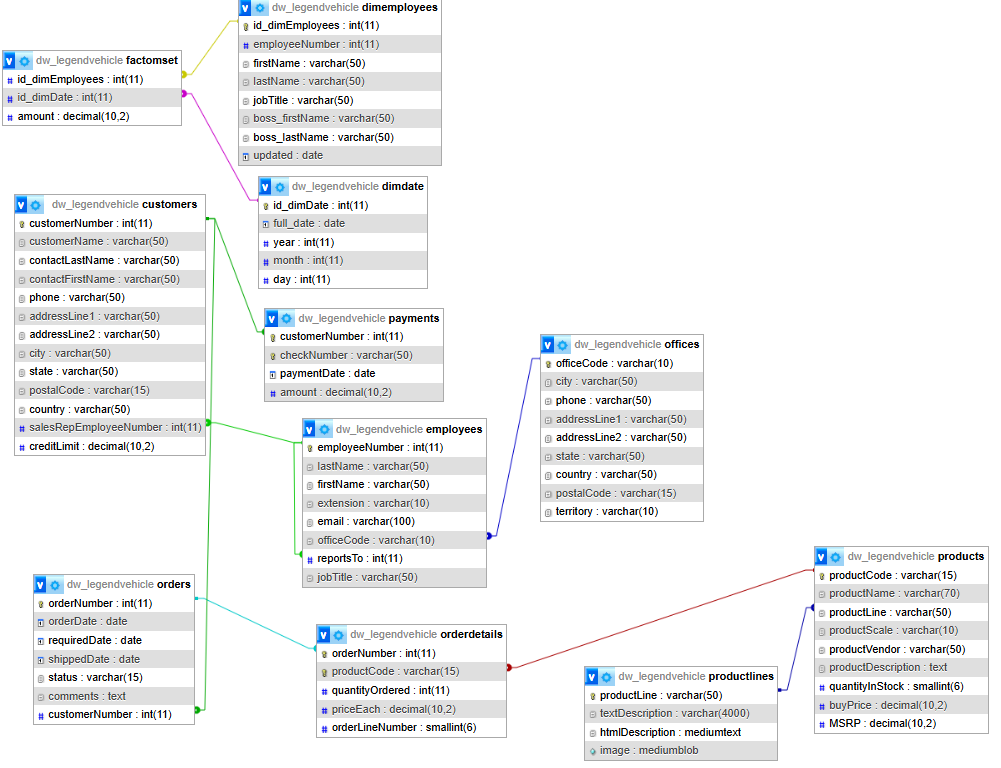 dw_legendvehicle dimemployees
id_dimEmployees : int(11)
employeeNumber : int(11)
firstName : varchar(50)
lastName : varchar(50)
jobTitle : varchar(50)
boss_firstName : varchar(50)
boss_lastName : varchar(50)
updated : date
dw_legendvehicle factomset
id_dimEmployees : int(11)
id_dimDate : int(11)
amount : decimal(10,2)
dw_legendvehicle dimdate
id_dimDate : int(11)
full_date : date
year : int(11)
month : int(11)
day : int(11)
dw_legendvehicle customers
customerNumber : int(11)
customerName : varchar(50)
contactLastName : varchar(50)
contactFirstName : varchar(50)
phone : varchar(50)
addressLine1 : varchar(50)
addressLine2 : varchar(50)
city : varchar(50)
state : varchar(50)
postalCode : varchar(15)
country : varchar(50)
salesRepEmployeeNumber : int(11)
creditLimit : decimal(10,2)
dw_legendvehicle payments
customerNumber : int(11)
checkNumber : varchar(50)
paymentDate : date
amount : decimal(10,2)
dw_legendvehicle offices
officeCode : varchar(10)
city : varchar(50)
phone : varchar(50)
addressLine1 : varchar(50)
addressLine2 : varchar(50)
state : varchar(50)
country : varchar(50)
postalCode : varchar(15)
territory : varchar(10)
dw_legendvehicle employees
employeeNumber : int(11)
lastName : varchar(50)
firstName : varchar(50)
extension : varchar(10)
email : varchar(100)
officeCode : varchar(10)
reportsTo : int(11)
jobTitle : varchar(50)
dw_legendvehicle orders
orderNumber : int(11)
orderDate : date
requiredDate : date
shippedDate : date
status : varchar(15)
comments : text
customerNumber : int(11)
dw_legendvehicle orderdetails
orderNumber : int(11)
productCode : varchar(15)
quantityOrdered : int(11)
priceEach : decimal(10,2)
orderLineNumber : smallint(6)
dw_legendvehicle products
productCode : varchar(15)
productName : varchar(70)
productLine : varchar(50)
productScale : varchar(10)
productVendor : varchar(50)
productDescription : text
quantityInStock : smallint(6)
buyPrice : decimal(10,2)
MSRP : decimal(10,2)
dw_legendvehicle productlines
productLine : varchar(50)
textDescription : varchar(4000)
htmlDescription : mediumtext
image : mediumblob